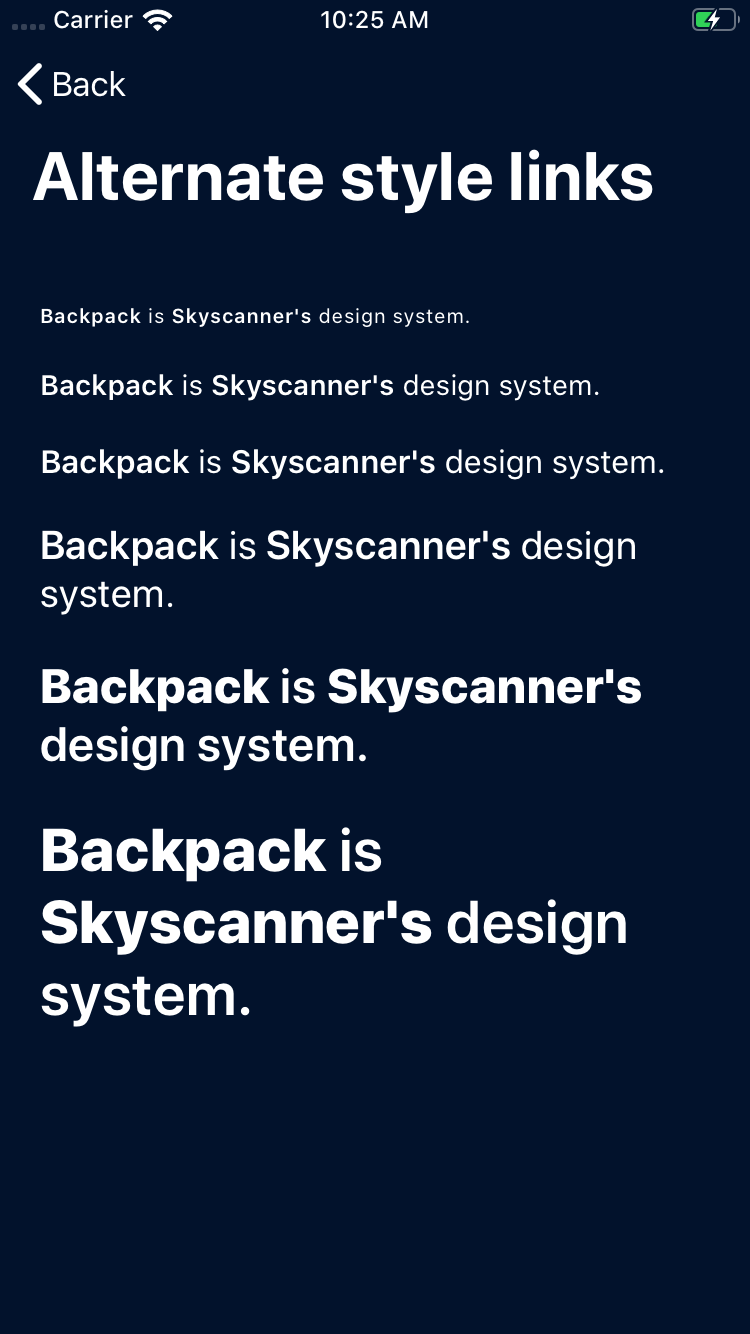 Carrier 10:25 AM
Back
Alternate style links
Backpack is Skyscanner's design system.
Backpack is Skyscanner's design system.
Backpack is Skyscanner's design system.
Backpack is Skyscanner's design
system.
Backpack is Skyscanner's
design system.
Backpack is
Skyscanner's design
system.